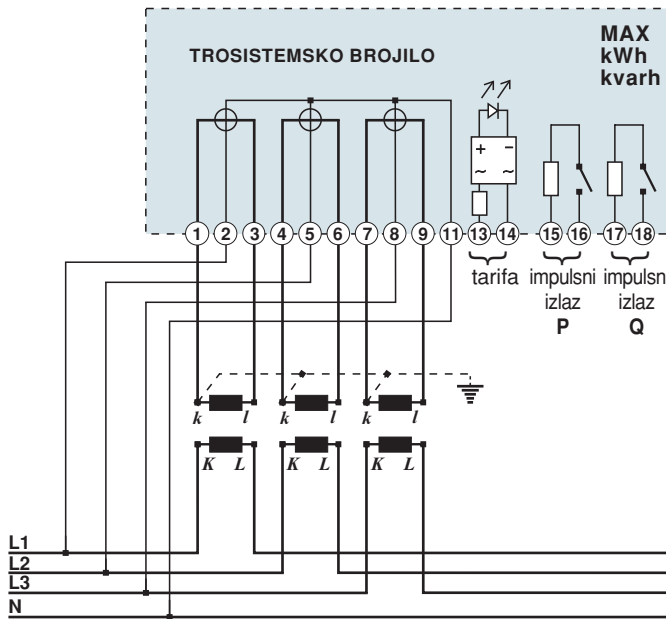 MAX
kWh
kvarh
TROSISTEMSKO BROJILO
+ −
~ ~
1 2 3 4 5 6 7 8 9 11 13 14 15 16 17 18
tarifa impulsni impulsn
izlaz izlaz
P Q
k l k l k l
K L K L K L
L1
L2
L3
N